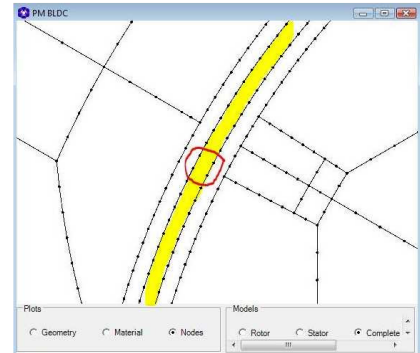 PM BLDC
Plots
Models
Geometry
Material
Nodes
Rotor
Stator
Complete